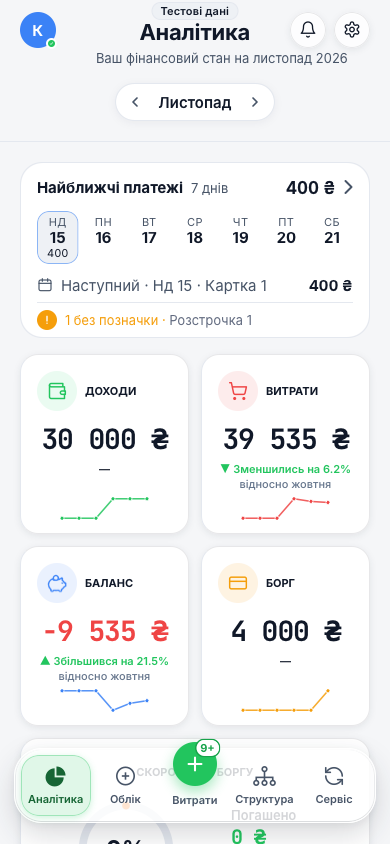 Тестові дані
К
Аналітика
Ваш фінансовий стан на листопад 2026
Листопад
Найближчі платежі 7 днів 400 ₴
НД ПН ВТ СР ЧТ ПТ СБ
15 16 17 18 19 20 21
400
Наступний · Нд 15 · Картка 1 400 ₴
! 1 без позначки · Розстрочка 1
ДОХОДИ
30 000 ₴
—
ВИТРАТИ
39 535 ₴
▼ Зменшились на 6.2%
відносно жовтня
БАЛАНС
-9 535 ₴
▲ Збільшився на 21.5%
відносно жовтня
БОРГ
4 000 ₴
—
9+
БОРГУ
Аналітика
Облік
Витрати
Структура
Сервіс
Погашено
0 ₴
0%